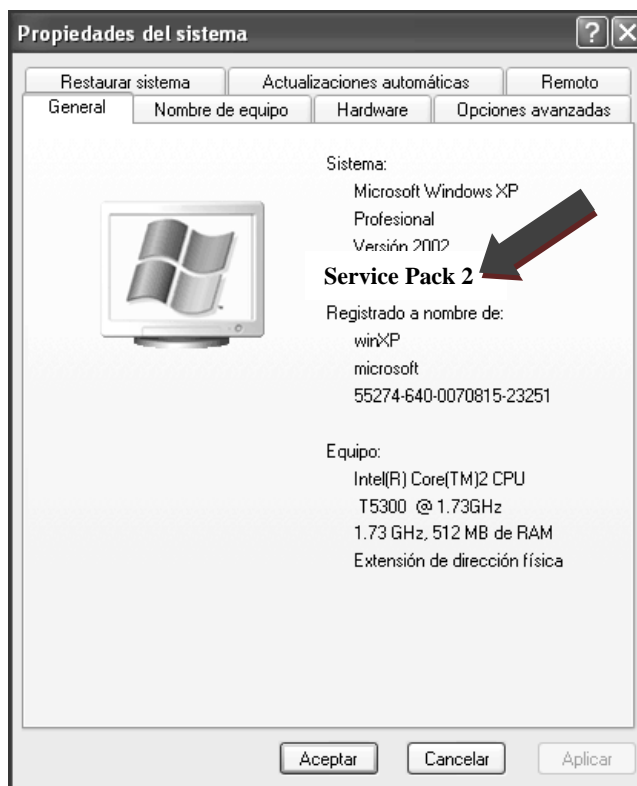 Propiedades del sistema
Restaurar sistema
Actualizaciones automáticas
Remoto
General
Nombre de equipo
Hardware
Opciones avanzadas
Sistema:
Microsoft Windows XP
Profesional
Versión 2002
Service Pack 2
Registrado a nombre de:
winXP
microsoft
55274-640-0070815-23251
Equipo:
Intel(R) Core(TM)2 CPU
T5300 @ 1.73GHz
1.73 GHz, 512 MB de RAM
Extensión de dirección física
Aceptar
Cancelar
Aplicar